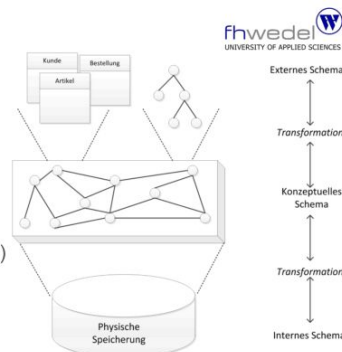 fhwedel
UNIVERSITY OF APPLIED SCIENCES
Kunde
Bestellung
Artikel
Externes Schema
Transformation
Konzeptuelles
Schema
)
Transformation
Physische
Speicherung
Internes Schema